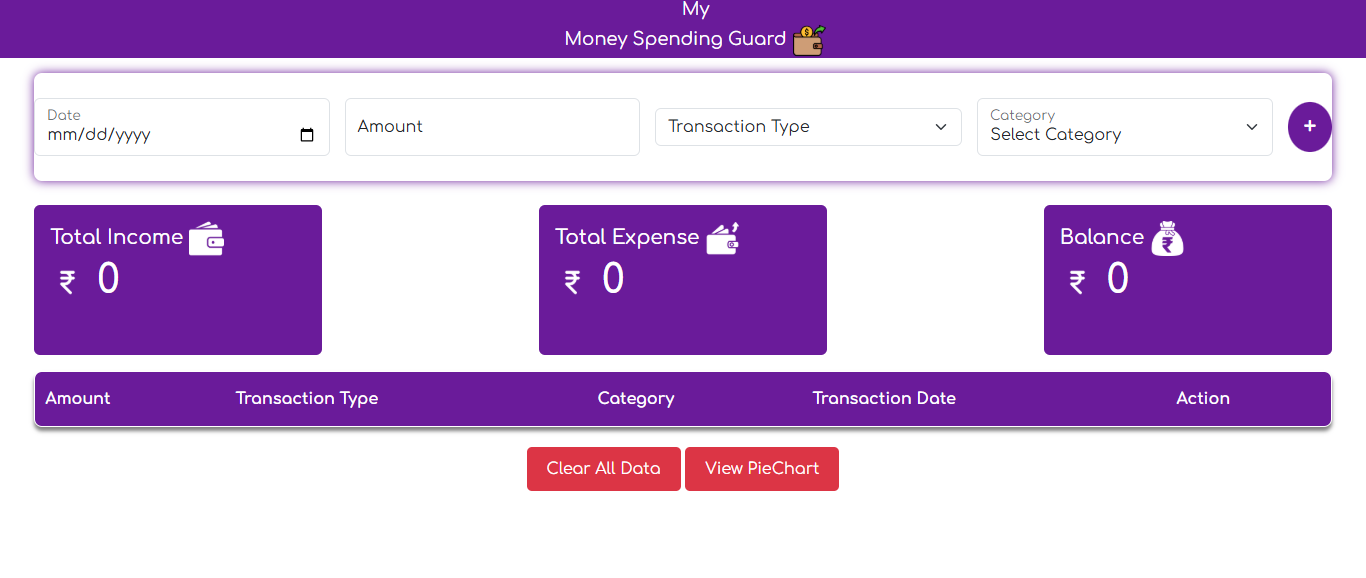 My
Money Spending Guard
Date
mm/dd/yyyy
Amount
Transaction Type
Category
Select Category
+
Total Income
₹ 0
Total Expense
₹ 0
Balance
₹ 0
Amount Transaction Type Category Transaction Date Action
Clear All Data View PieChart